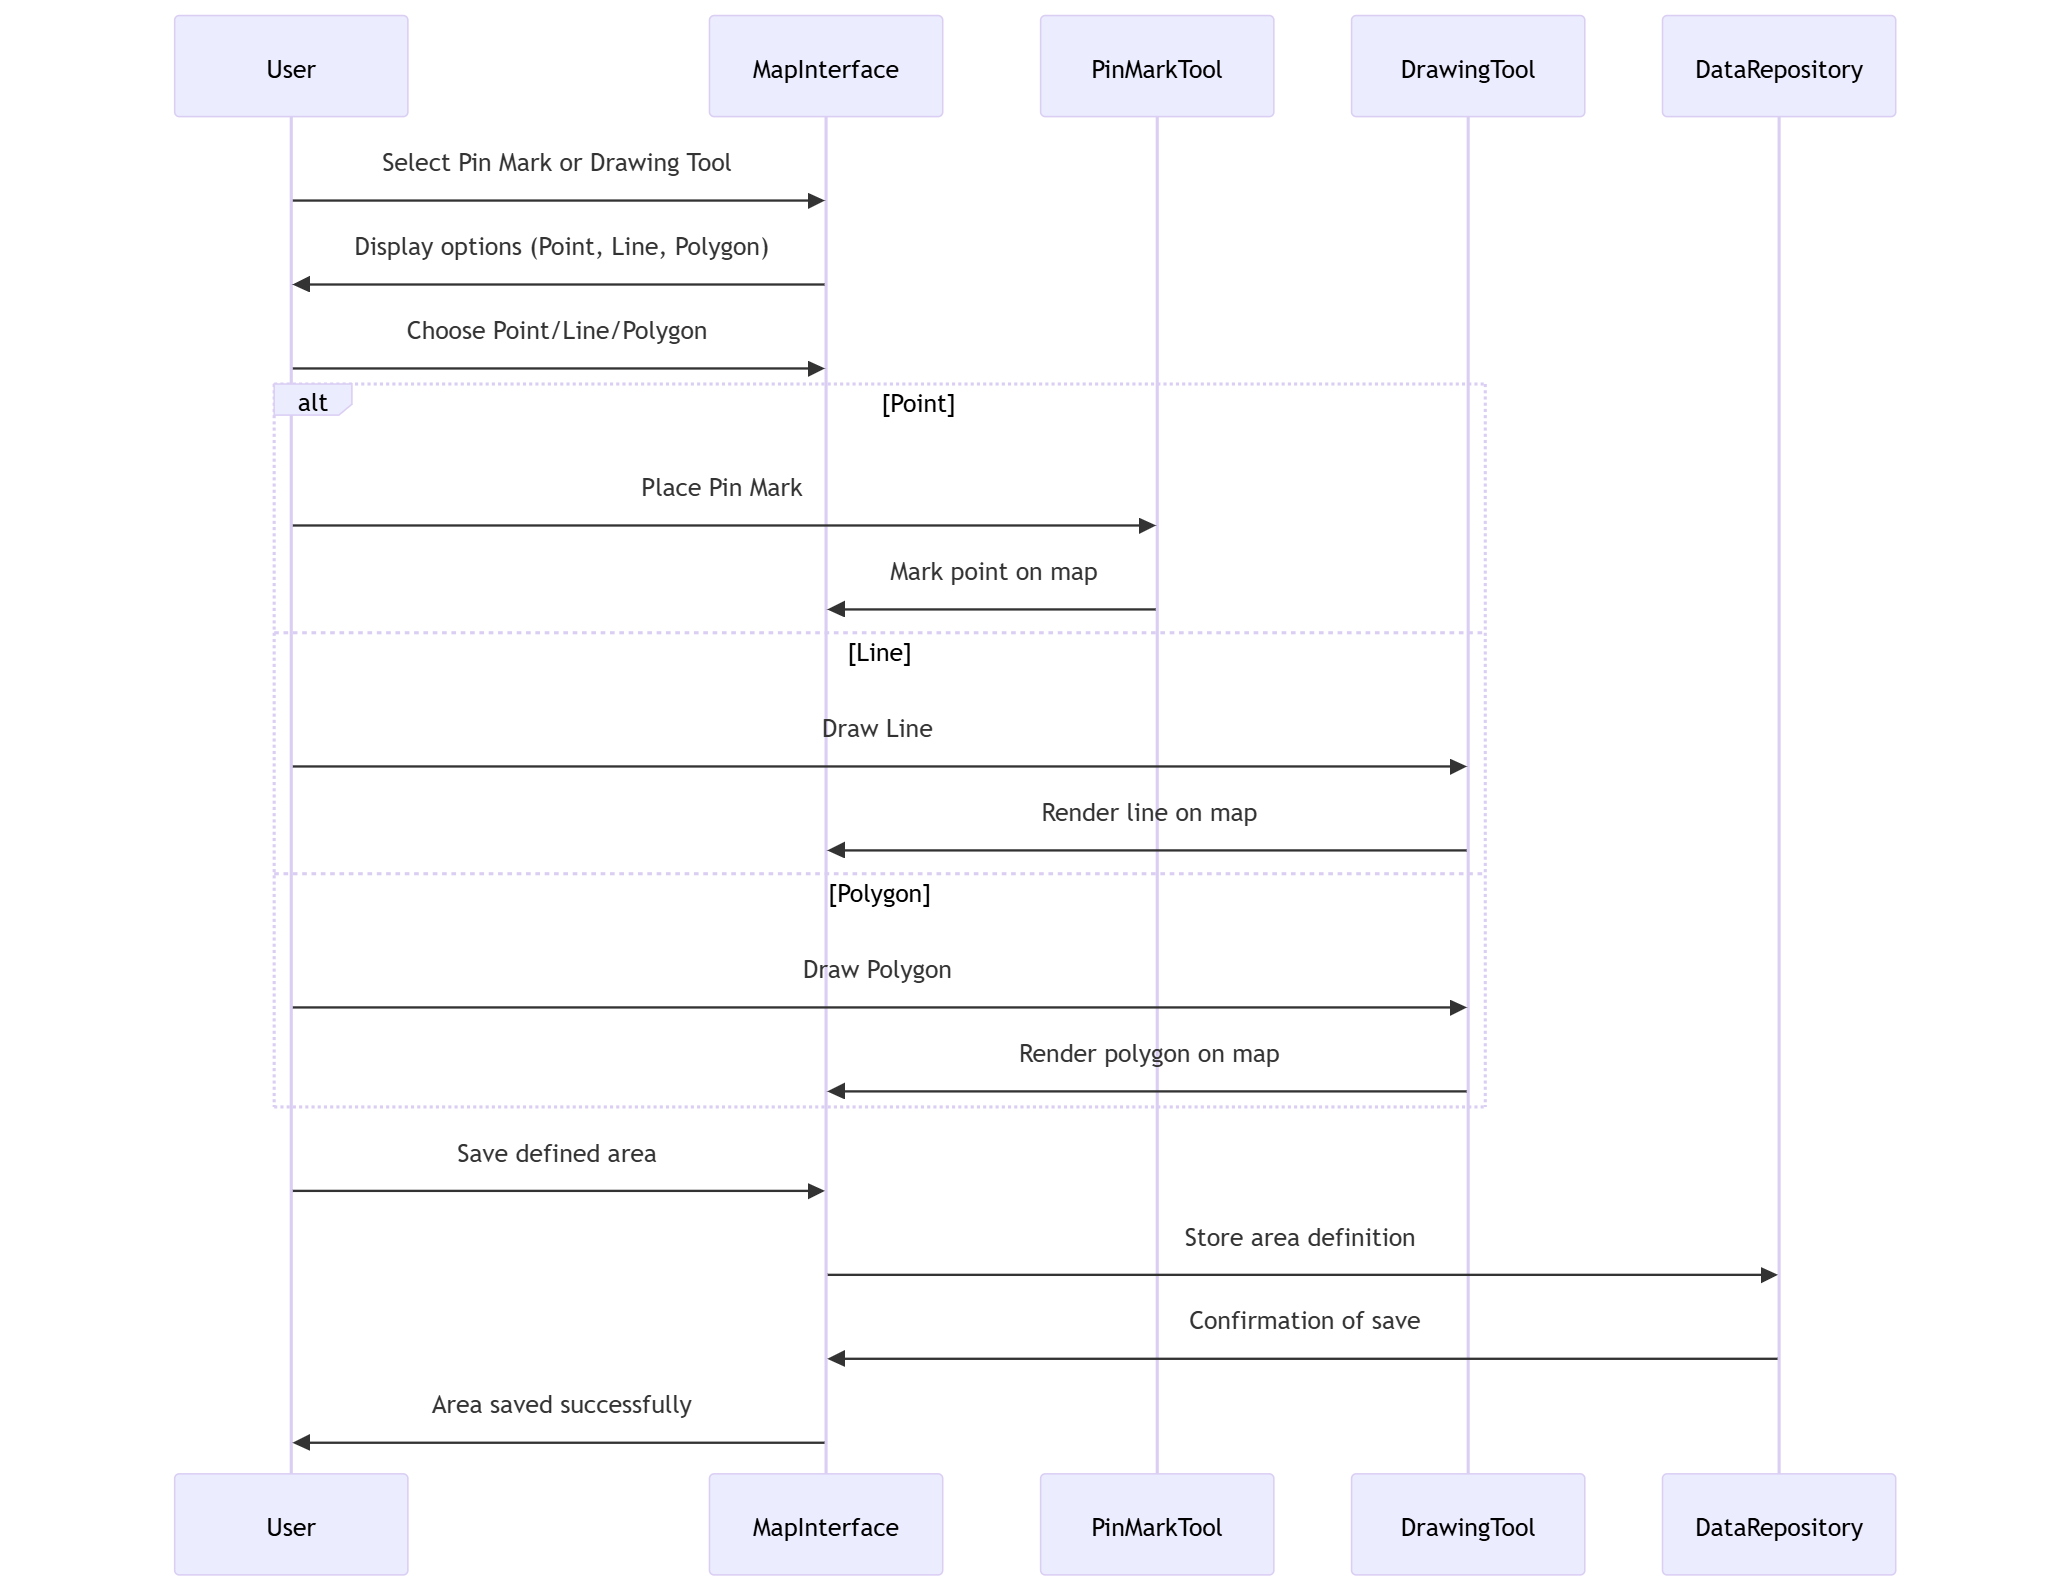 User
MapInterface
PinMarkTool
DrawingTool
DataRepository
Select Pin Mark or Drawing Tool
Display options (Point, Line, Polygon)
Choose Point/Line/Polygon
alt
[Point]
Place Pin Mark
Mark point on map
[Line]
Draw Line
Render line on map
[Polygon]
Draw Polygon
Render polygon on map
Save defined area
Store area definition
Confirmation of save
Area saved successfully
User
MapInterface
PinMarkTool
DrawingTool
DataRepository